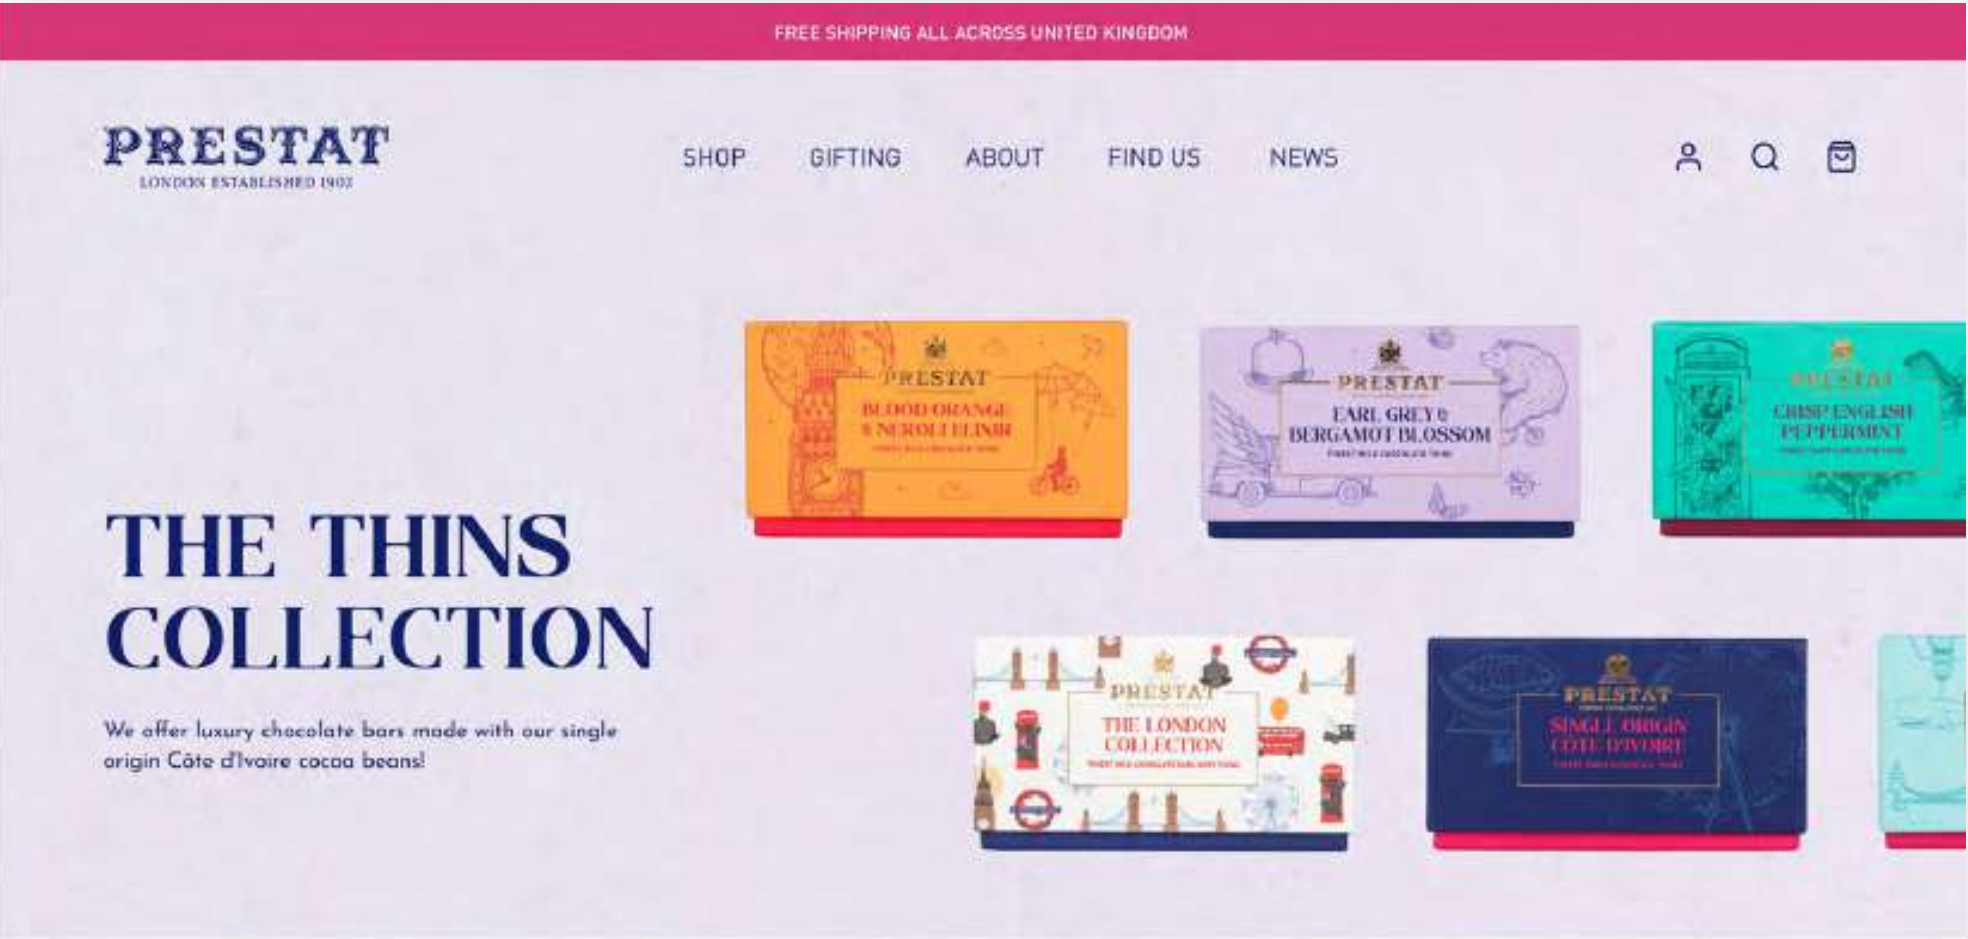 FREE SHIPPING ALL ACROSS UNITED KINGDOM
PRESTAT
LONDON ESTABLISHED 1902
SHOP
GIFTING
ABOUT
FIND US
NEWS
PRESTAT
BLOOD ORANGE
& NEROLI ELIXIR
PRESTAT
EARL GREY &
BERGAMOT BLOSSOM
PRESTAT
CRISP ENGLISH
PEPPERMINT
THE THINS
COLLECTION
We offer luxury chocolate bars made with our single
origin Côte d'Ivoire cocoa beans!
PRESTAT
THE LONDON
COLLECTION
PRESTAT
SINGLE ORIGIN
CÔTE D'IVOIRE